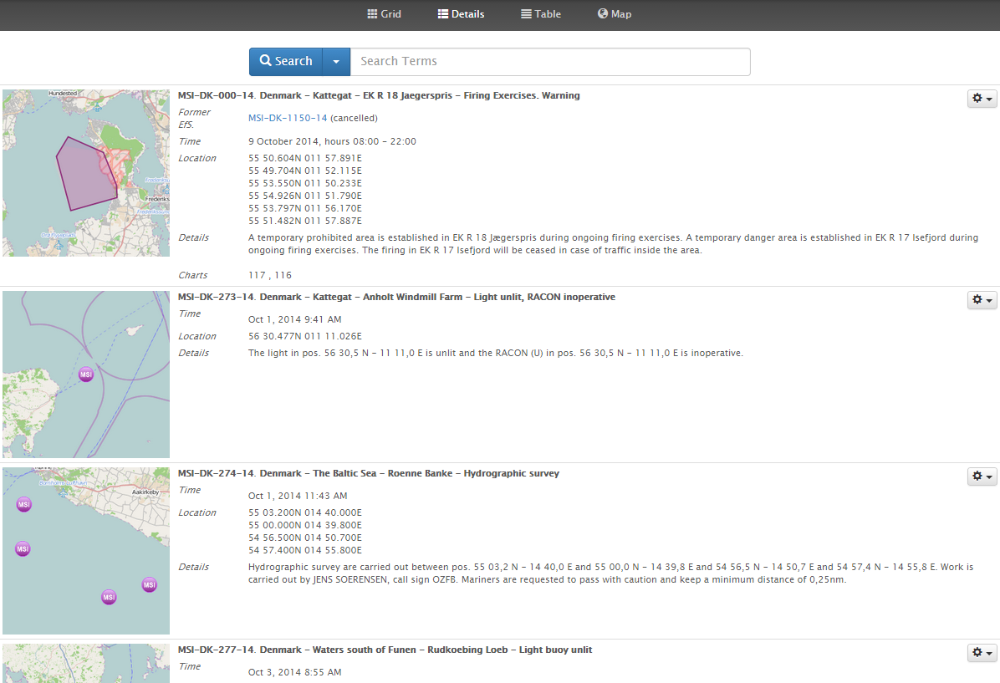 Grid Details Table Map
Search Search Terms
Hundested
Frederiks
MSI-DK-000-14. Denmark - Kattegat - EK R 18 Jaegerspris - Firing Exercises. Warning
Former
EfS.
MSI-DK-1150-14 (cancelled)
Time 9 October 2014, hours 08:00 - 22:00
Location 55 50.604N 011 57.891E
55 49.704N 011 52.115E
55 53.550N 011 50.233E
55 54.926N 011 51.790E
55 53.797N 011 56.170E
55 51.482N 011 57.887E
Details A temporary prohibited area is established in EK R 18 Jægerspris during ongoing firing exercises. A temporary danger area is established in EK R 17 Isefjord during
ongoing firing exercises. The firing in EK R 17 Isefjord will be ceased in case of traffic inside the area.
Charts 117 , 116
MSI
MSI-DK-273-14. Denmark - Kattegat - Anholt Windmill Farm - Light unlit, RACON inoperative
Time Oct 1, 2014 9:41 AM
Location 56 30.477N 011 11.026E
Details The light in pos. 56 30,5 N - 11 11,0 E is unlit and the RACON (U) in pos. 56 30,5 N - 11 11,0 E is inoperative.
Aakirkeby
MSI
MSI
MSI
MSI
MSI-DK-274-14. Denmark - The Baltic Sea - Roenne Banke - Hydrographic survey
Time Oct 1, 2014 11:43 AM
Location 55 03.200N 014 40.000E
55 00.000N 014 39.800E
54 56.500N 014 50.700E
54 57.400N 014 55.800E
Details Hydrographic survey are carried out between pos. 55 03,2 N - 14 40,0 E and 55 00,0 N - 14 39,8 E and 54 56,5 N - 14 50,7 E and 54 57,4 N - 14 55,8 E. Work is
carried out by JENS SOERENSEN, call sign OZFB. Mariners are requested to pass with caution and keep a minimum distance of 0,25nm.
MSI-DK-277-14. Denmark - Waters south of Funen - Rudkoebing Loeb - Light buoy unlit
Time Oct 3, 2014 8:55 AM